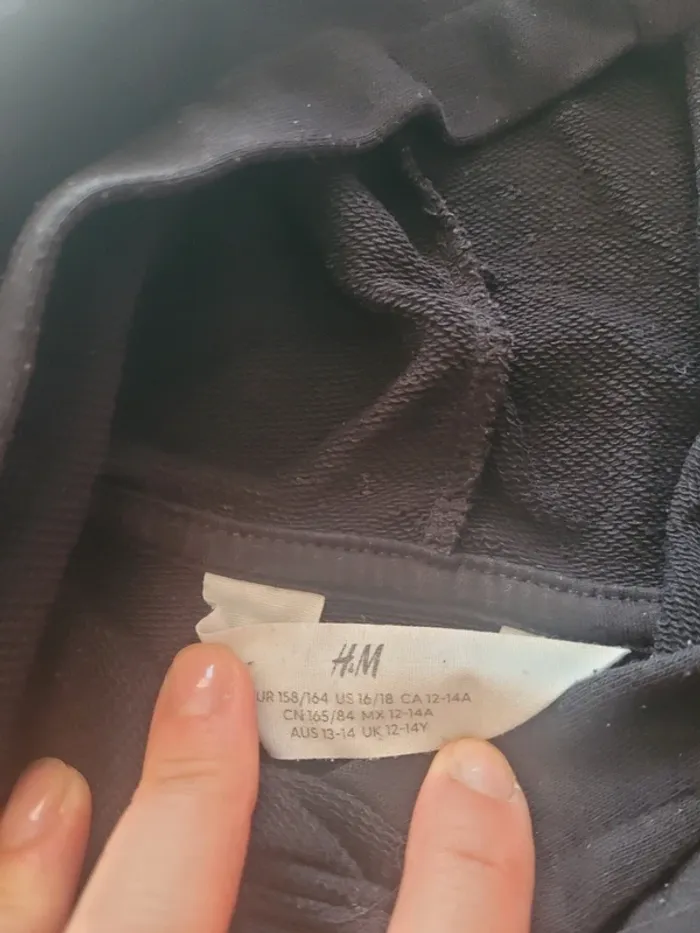 H&M
UR 158/164 US 16/18 CA 12-14A
CN 165/84 MX 12-14A
AUS 13-14 UK 12-14Y